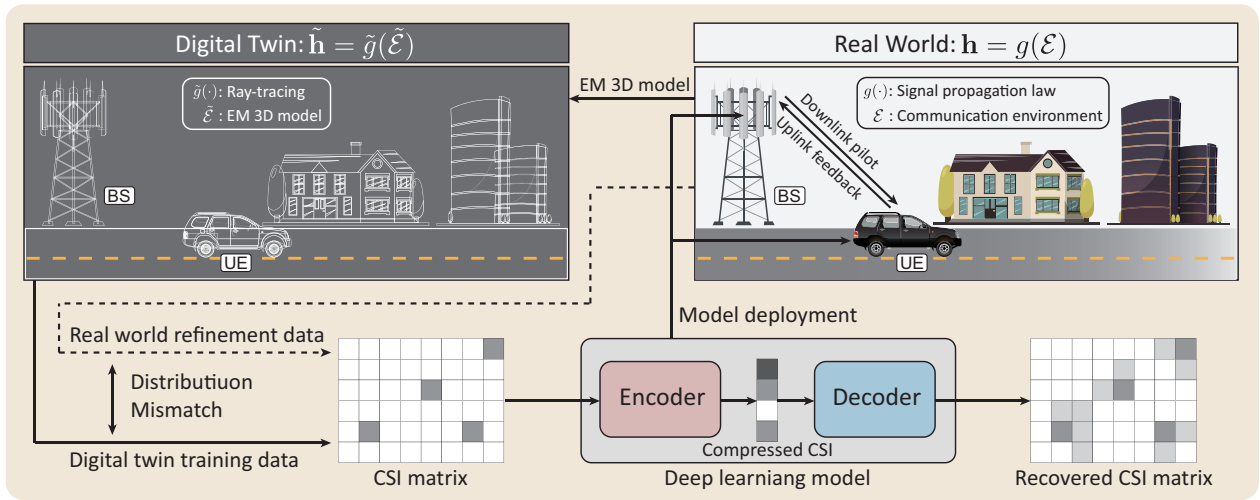 Digital Twin: h̃ = g̃(ℰ̃)
Real World: h = g(ℰ)
g̃(·): Ray-tracing
ℰ̃ : EM 3D model
EM 3D model
g(·): Signal propagation law
ℰ : Communication environment
Downlink pilot
Uplink feedback
BS
UE
BS
UE
Real world refinement data
Distributiuon
Mismatch
Digital twin training data
CSI matrix
Model deployment
Encoder
Decoder
Compressed CSI
Deep learniang model
Recovered CSI matrix